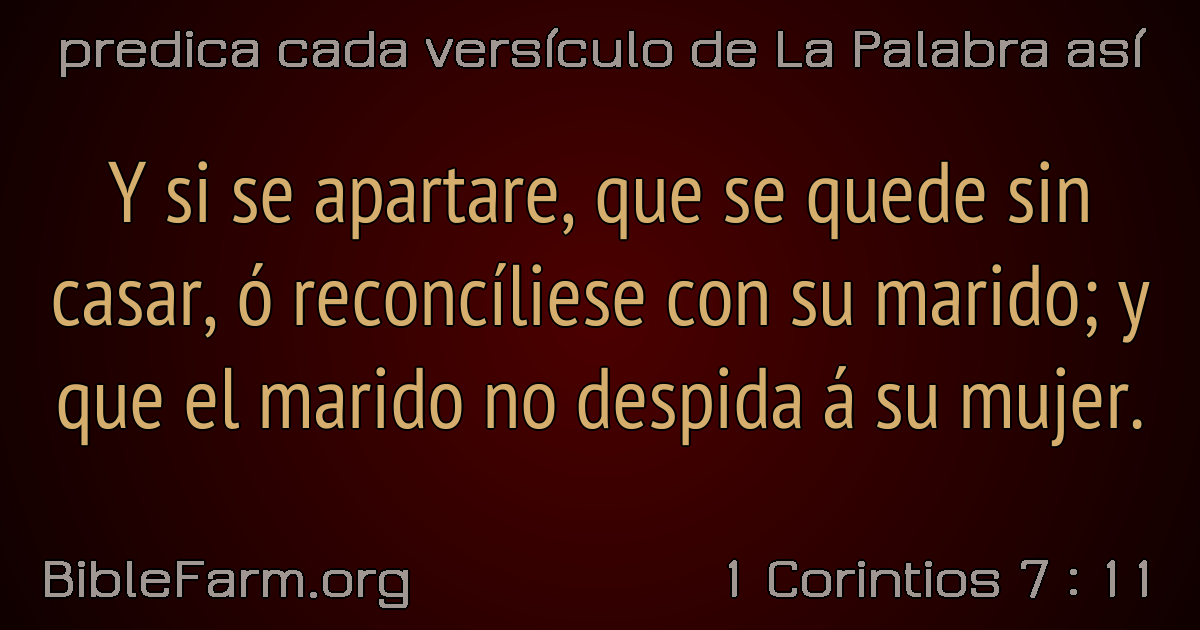 predica cada versículo de La Palabra así
Y si se apartare, que se quede sin
casar, ó reconcíliese con su marido; y
que el marido no despida á su mujer.
BibleFarm.org
1 Corintios 7 : 11